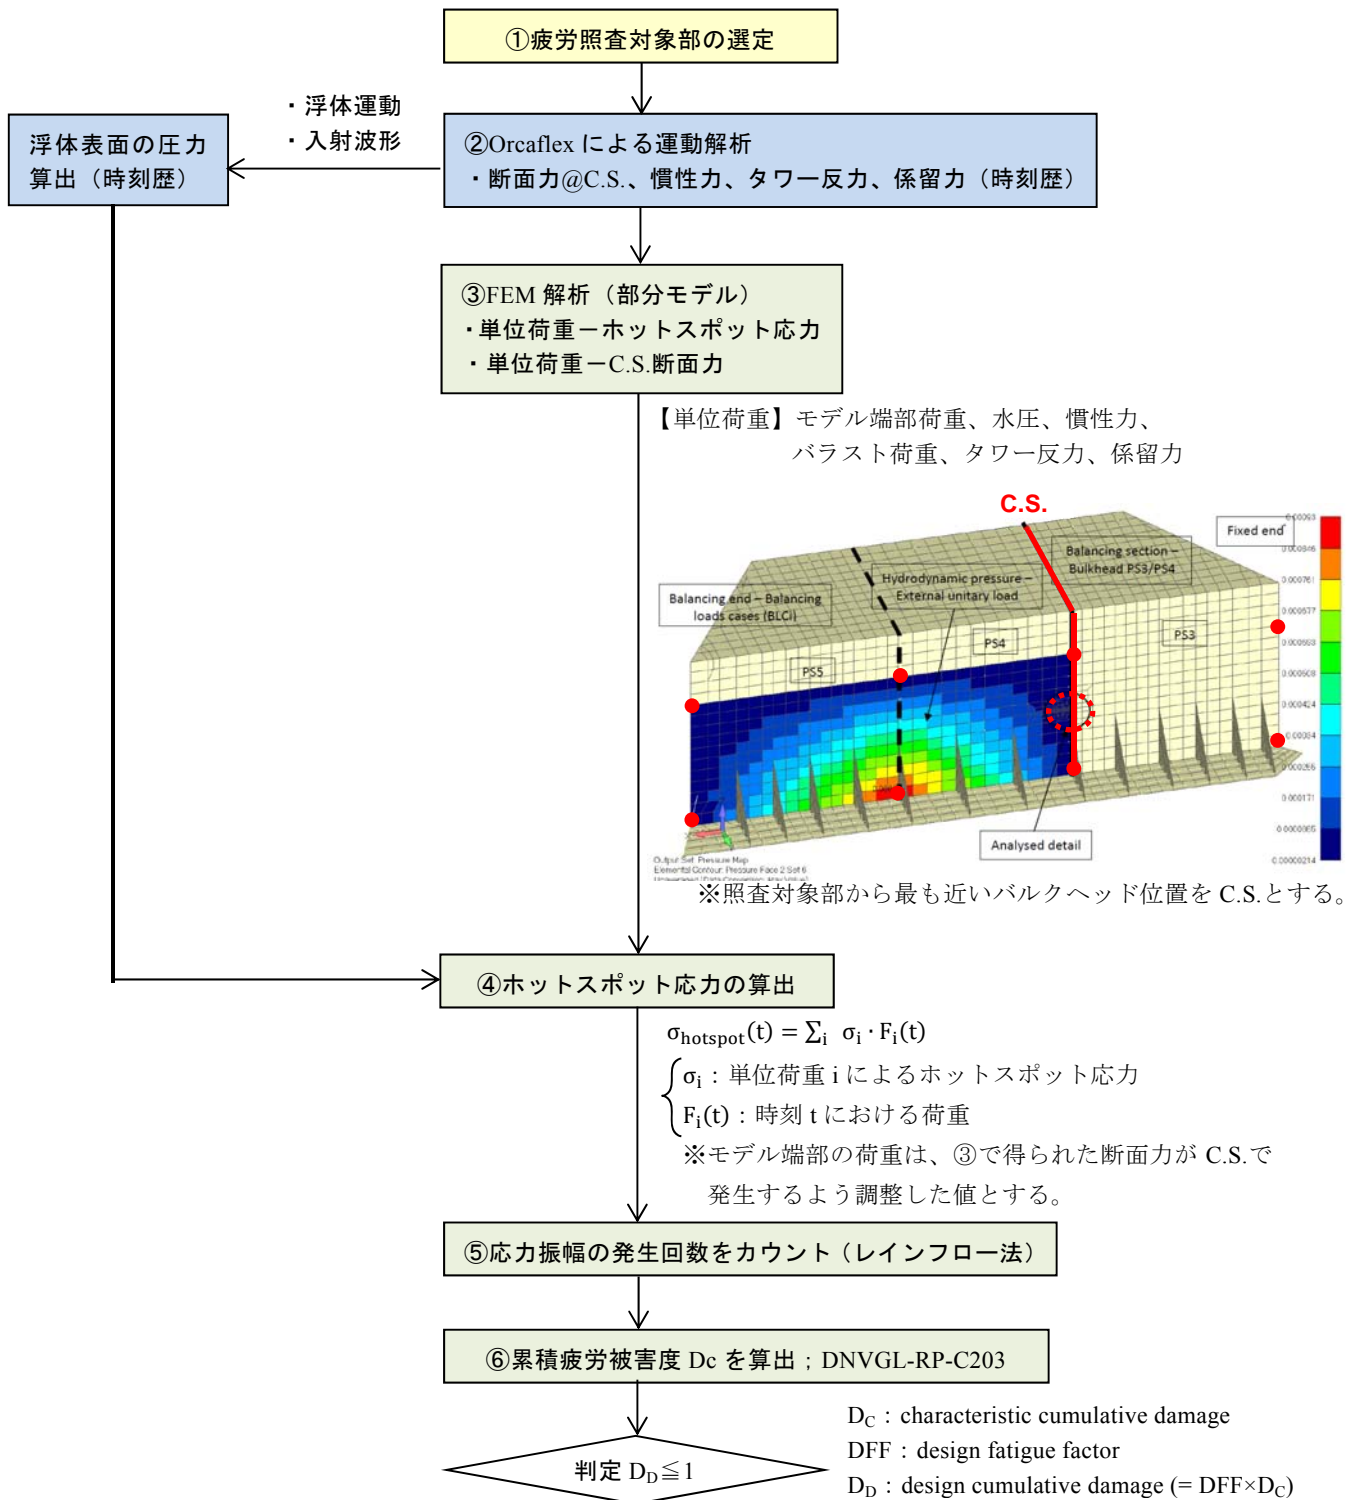 ①疲労照査対象部の選定
・浮体運動
・入射波形
浮体表面の圧力
算出（時刻歴）
②Orcaflex による運動解析
・断面力@C.S.、慣性力、タワー反力、係留力（時刻歴）
③FEM 解析（部分モデル）
・単位荷重－ホットスポット応力
・単位荷重－C.S.断面力
【単位荷重】モデル端部荷重、水圧、慣性力、
バラスト荷重、タワー反力、係留力
C.S.
Fixed end
Balancing section –
Bulkhead PS3/PS4
Hydrodynamic pressure –
External unitary load
Balancing end – Balancing
loads cases (BLCi)
PS5
PS4
PS3
Analysed detail
Output Set: Pressure Map
Elemental Contour: Pressure Face 2 Set 6
※照査対象部から最も近いバルクヘッド位置を C.S.とする。
④ホットスポット応力の算出
σhotspot(t) = ∑i σi · Fi(t)
σi：単位荷重 i によるホットスポット応力
Fi(t)：時刻 t における荷重
※モデル端部の荷重は、③で得られた断面力が C.S.で
発生するよう調整した値とする。
⑤応力振幅の発生回数をカウント（レインフロー法）
⑥累積疲労被害度 Dc を算出；DNVGL-RP-C203
判定 DD≦1
DC：characteristic cumulative damage
DFF：design fatigue factor
DD：design cumulative damage (= DFF×DC)